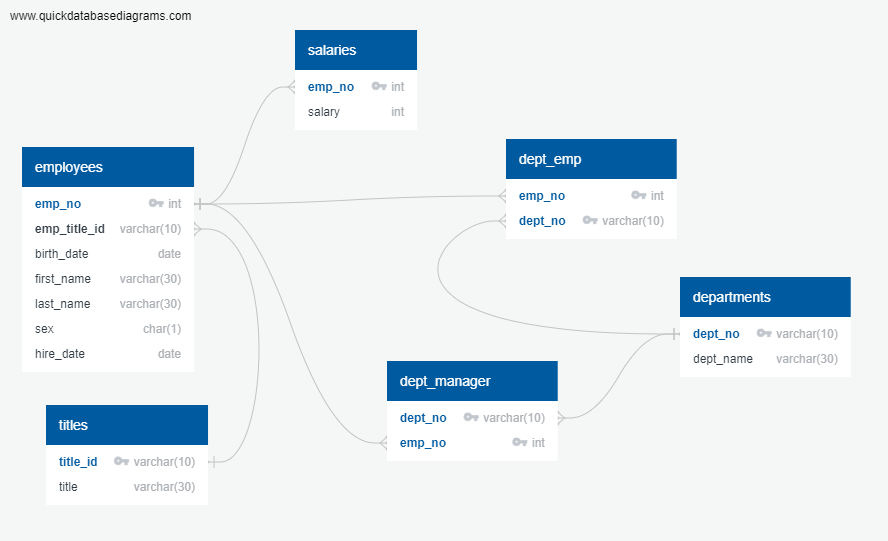 www.quickdatabasediagrams.com
salaries
emp_no int
salary int
employees
emp_no int
emp_title_id varchar(10)
birth_date date
first_name varchar(30)
last_name varchar(30)
sex char(1)
hire_date date
dept_emp
emp_no int
dept_no varchar(10)
departments
dept_no varchar(10)
dept_name varchar(30)
dept_manager
dept_no varchar(10)
emp_no int
titles
title_id varchar(10)
title varchar(30)